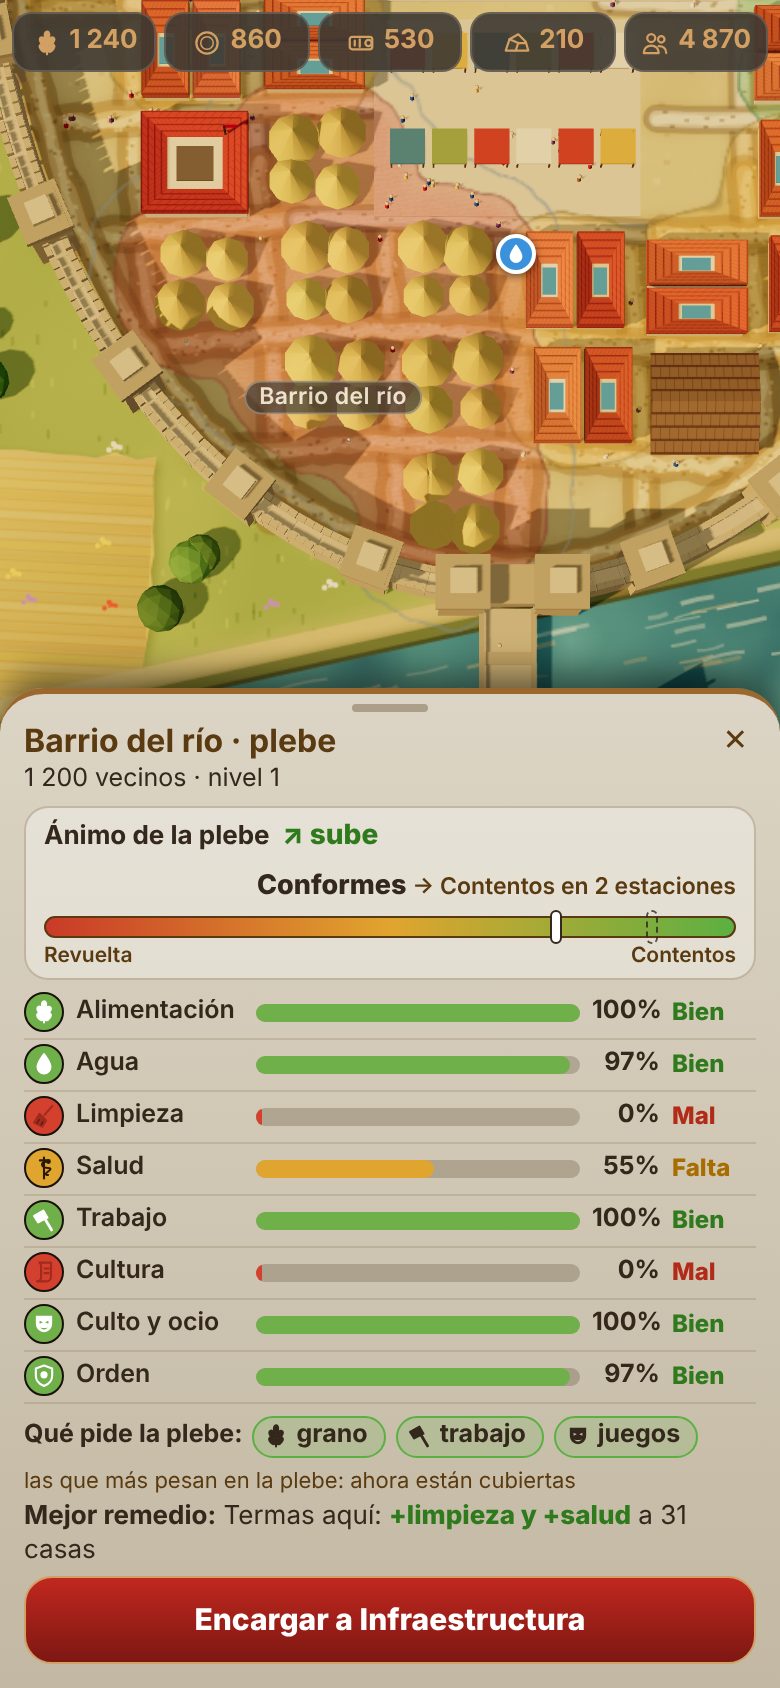 1 240 860 530 210 4 870
Barrio del río
Barrio del río · plebe ✕
1 200 vecinos · nivel 1
Ánimo de la plebe ↗ sube
Conformes → Contentos en 2 estaciones
Revuelta Contentos
Alimentación 100% Bien
Agua 97% Bien
Limpieza 0% Mal
Salud 55% Falta
Trabajo 100% Bien
Cultura 0% Mal
Culto y ocio 100% Bien
Orden 97% Bien
Qué pide la plebe: grano trabajo juegos
las que más pesan en la plebe: ahora están cubiertas
Mejor remedio: Termas aquí: +limpieza y +salud a 31
casas
Encargar a Infraestructura